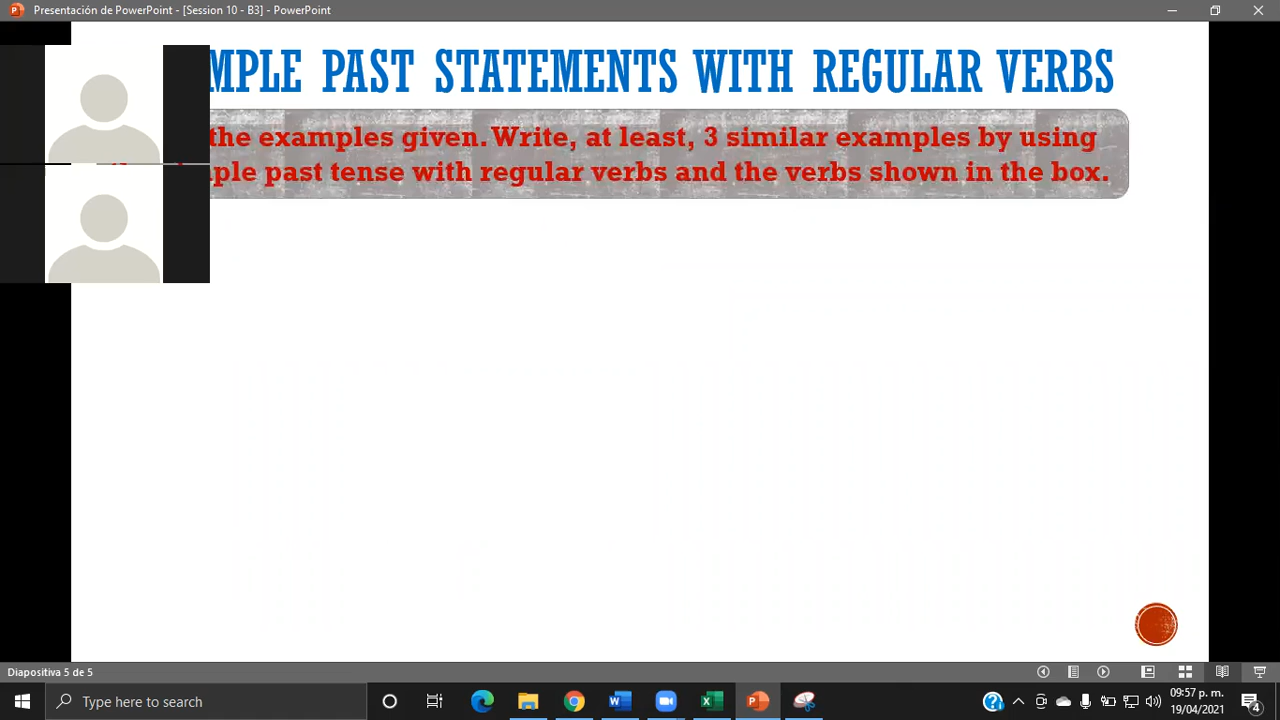 Presentación de PowerPoint - [Session 10 - B3] - PowerPoint
MPLE PAST STATEMENTS WITH REGULAR VERBS
the examples given. Write, at least, 3 similar examples by using
ple past tense with regular verbs and the verbs shown in the box.
Diapositiva 5 de 5
Type here to search
09:57 p. m.
19/04/2021
4